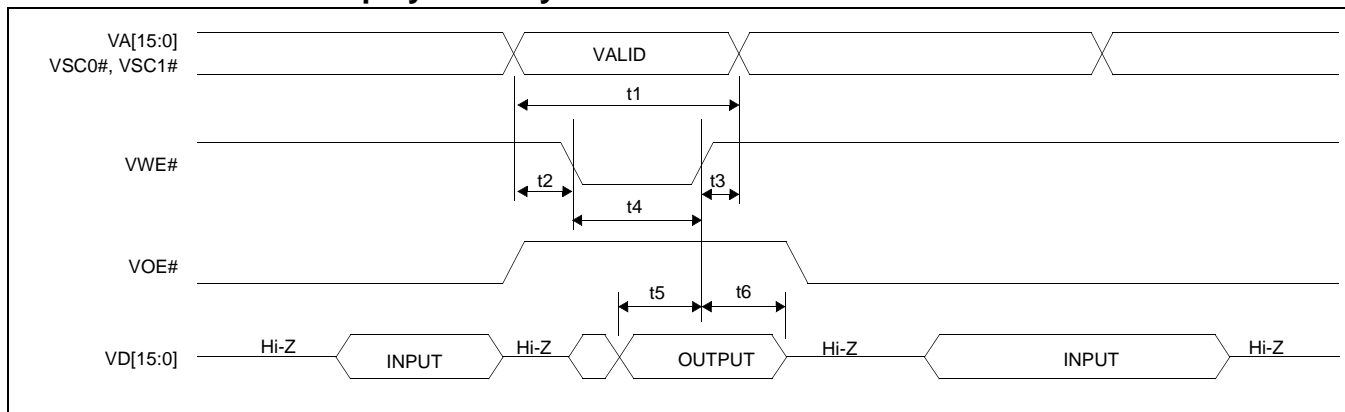 VA[15:0]
VSC0#, VSC1#
VALID
t1
VWE#
t2
t3
t4
VOE#
t5
t6
VD[15:0]
Hi-Z
INPUT
Hi-Z
OUTPUT
Hi-Z
INPUT
Hi-Z